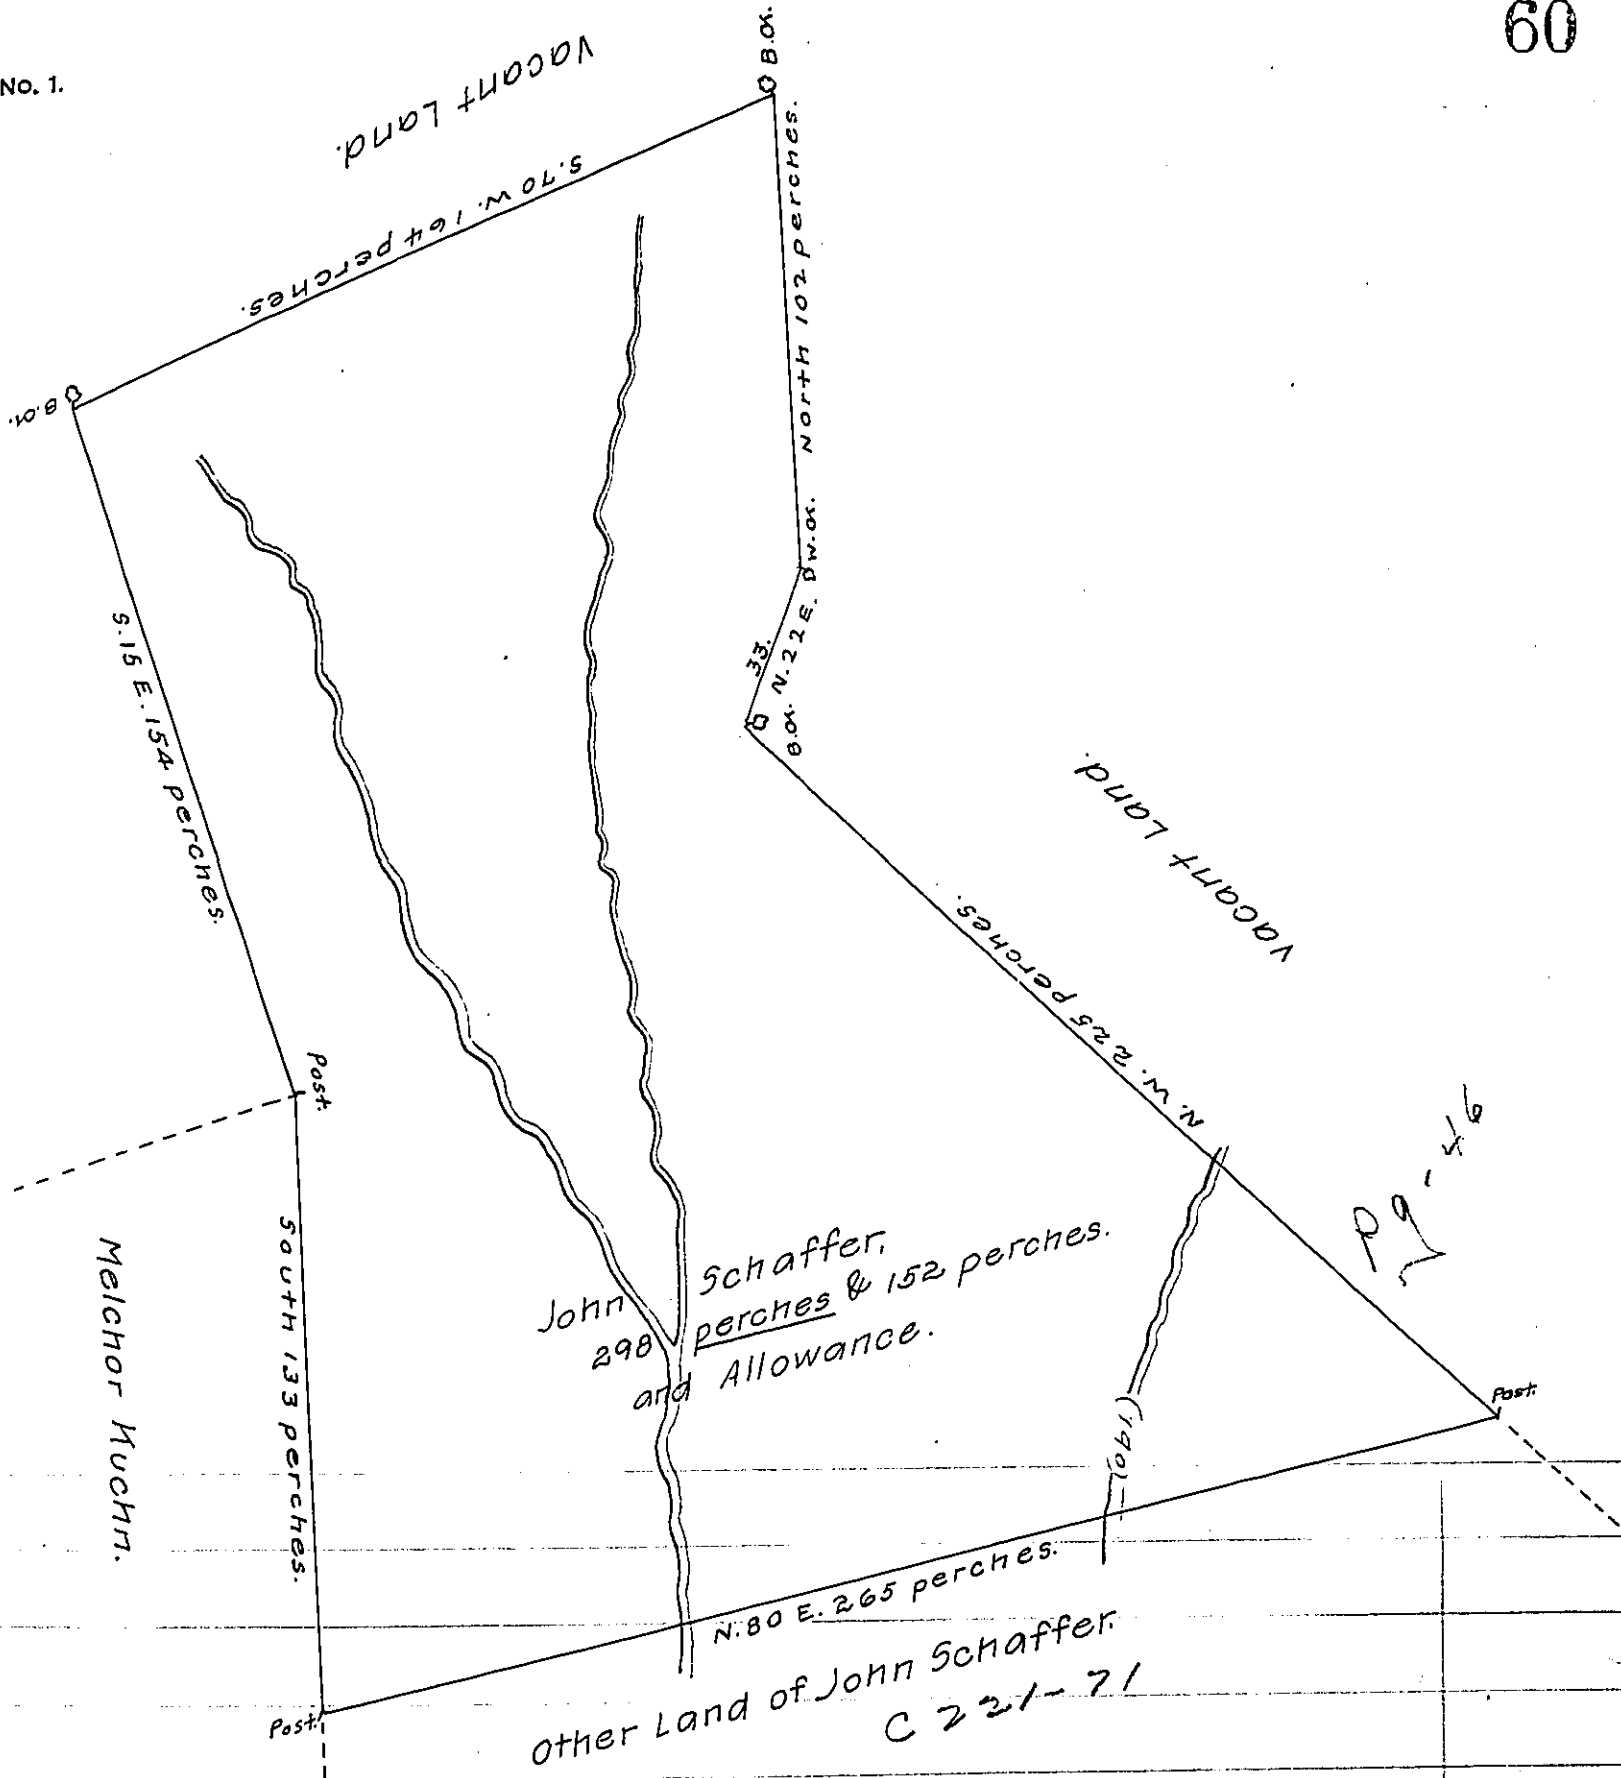 60
No. 1.
Vacant Land.
B.O.
S.70 W. 164 perches.
North 102 perches.
B.O.
W.O.
N.22 E.
33.
B.O.
S.15 E. 154 perches.
Vacant Land.
N.W. 225 perches.
Post.
South 133 perches.
Melchor Kuchn.
John Schaffer,
298 perches & 152 perches.
and Allowance.
Post.
N.80 E. 265 perches.
Post.
Other Land of John Schaffer.
C 221-71